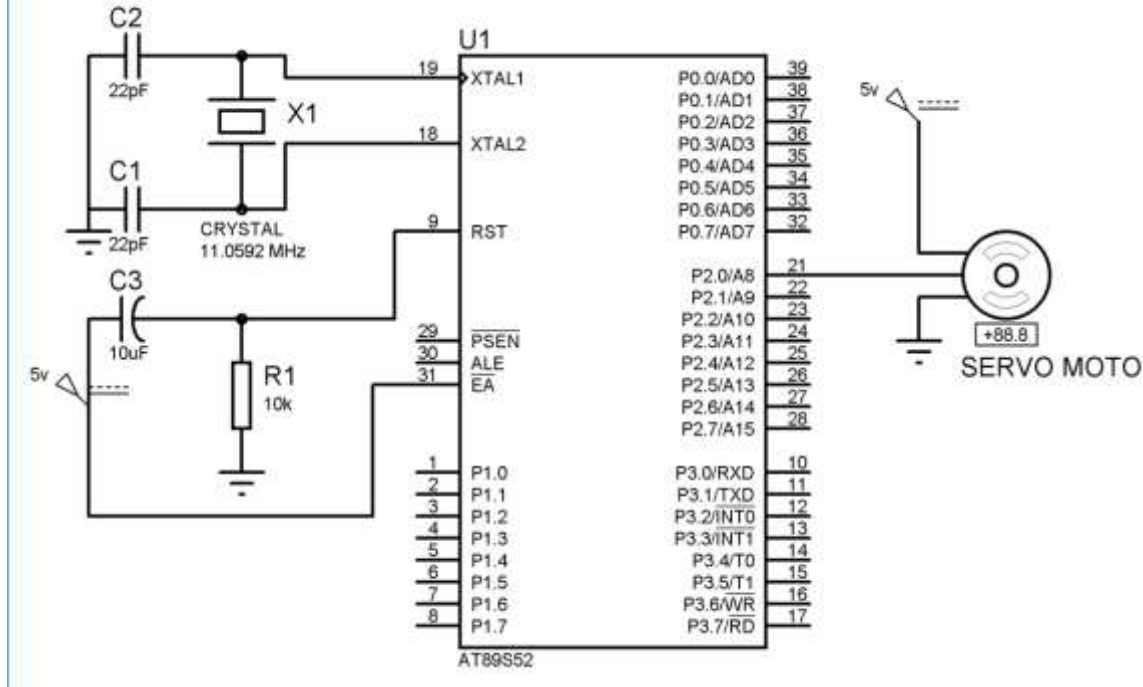 C2
22pF
X1
C1
22pF
CRYSTAL
11.0592 MHz
C3
10uF
5v
R1
10k
U1
19 XTAL1
18 XTAL2
9 RST
29 PSEN
30 ALE
31 EA
1 P1.0
2 P1.1
3 P1.2
4 P1.3
5 P1.4
6 P1.5
7 P1.6
8 P1.7
P0.0/AD0 39
P0.1/AD1 38
P0.2/AD2 37
P0.3/AD3 36
P0.4/AD4 35
P0.5/AD5 34
P0.6/AD6 33
P0.7/AD7 32
P2.0/A8 21
P2.1/A9 22
P2.2/A10 23
P2.3/A11 24
P2.4/A12 25
P2.5/A13 26
P2.6/A14 27
P2.7/A15 28
P3.0/RXD 10
P3.1/TXD 11
P3.2/INT0 12
P3.3/INT1 13
P3.4/T0 14
P3.5/T1 15
P3.6/WR 16
P3.7/RD 17
AT89S52
5v
+88.8
SERVO MOTO